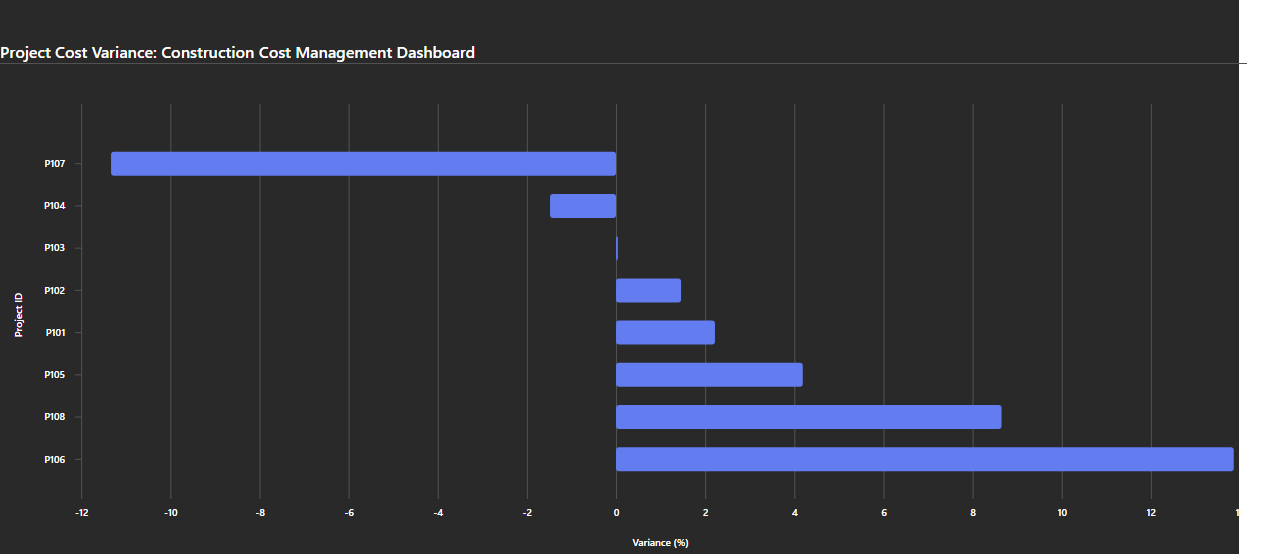 Project Cost Variance: Construction Cost Management Dashboard
P107
P104
P103
P102
Project ID
P101
P105
P108
P106
-12 -10 -8 -6 -4 -2 0 2 4 6 8 10 12
Variance (%)